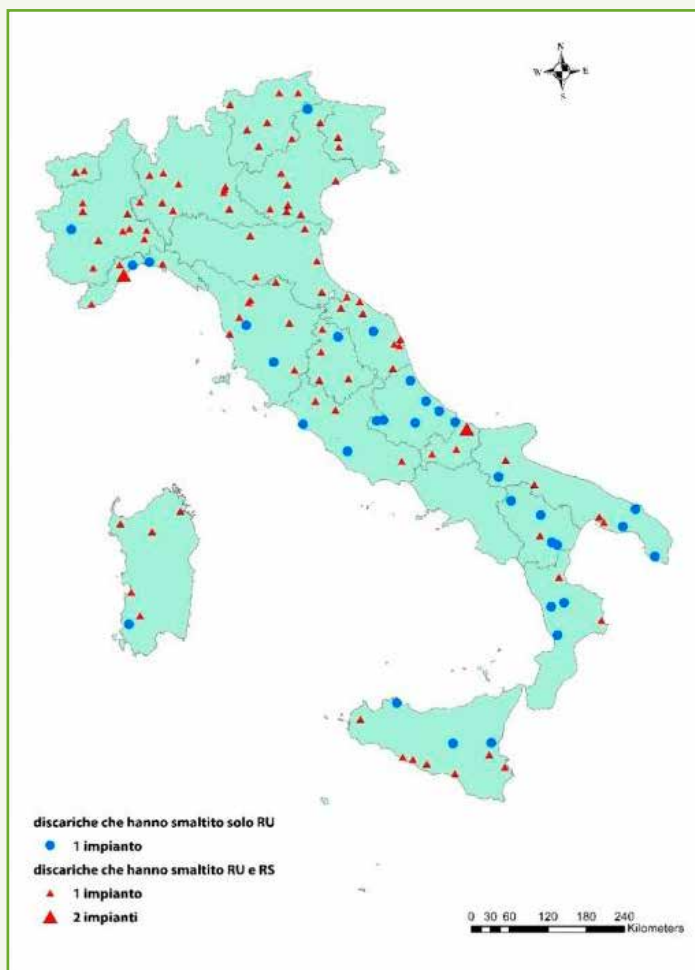 N
W E
S
discariche che hanno smaltito solo RU
1 impianto
discariche che hanno smaltito RU e RS
1 impianto
2 impianti
0 30 60 120 180 240
Kilometers